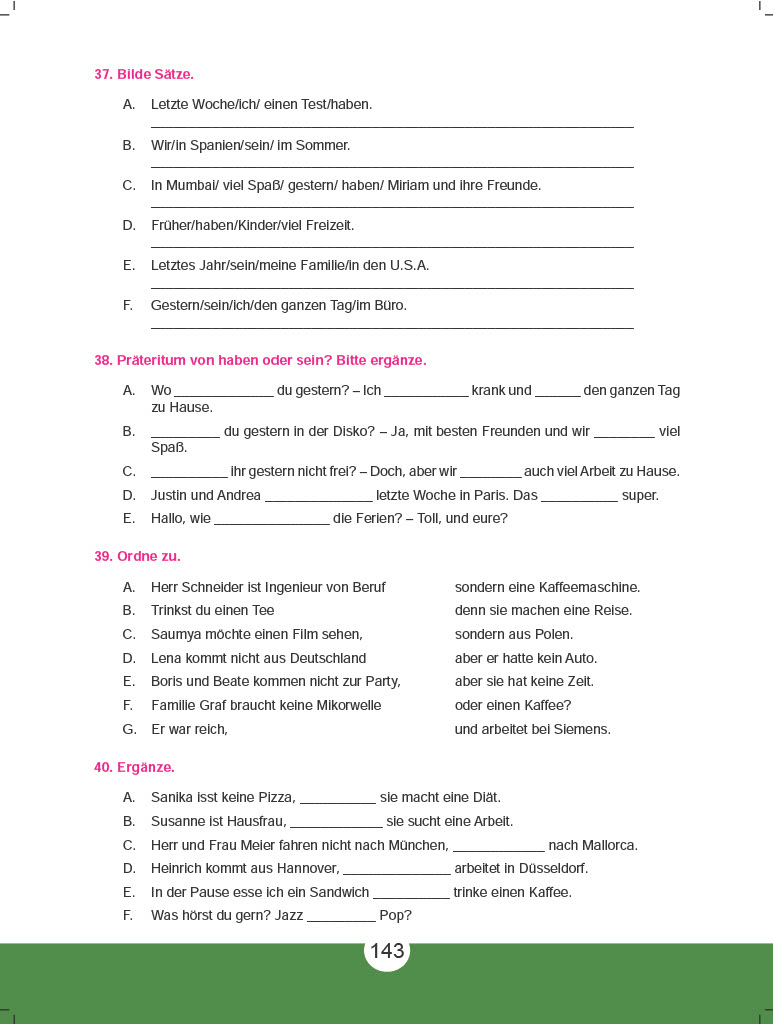 37. Bilde Sätze.
A. Letzte Woche/ich/ einen Test/haben.
B. Wir/in Spanien/sein/ im Sommer.
C. In Mumbai/ viel Spaß/ gestern/ haben/ Miriam und ihre Freunde.
D. Früher/haben/Kinder/viel Freizeit.
E. Letztes Jahr/sein/meine Familie/in den U.S.A.
F. Gestern/sein/ich/den ganzen Tag/im Büro.
38. Präteritum von haben oder sein? Bitte ergänze.
A. Wo _____________ du gestern? – Ich ___________ krank und ______ den ganzen Tag
zu Hause.
B. _________ du gestern in der Disko? – Ja, mit besten Freunden und wir ________ viel
Spaß.
C. __________ ihr gestern nicht frei? – Doch, aber wir ________ auch viel Arbeit zu Hause.
D. Justin und Andrea ______________ letzte Woche in Paris. Das __________ super.
E. Hallo, wie _______________ die Ferien? – Toll, und eure?
39. Ordne zu.
A. Herr Schneider ist Ingenieur von Beruf sondern eine Kaffeemaschine.
B. Trinkst du einen Tee denn sie machen eine Reise.
C. Saumya möchte einen Film sehen, sondern aus Polen.
D. Lena kommt nicht aus Deutschland aber er hatte kein Auto.
E. Boris und Beate kommen nicht zur Party, aber sie hat keine Zeit.
F. Familie Graf braucht keine Mikorwelle oder einen Kaffee?
G. Er war reich, und arbeitet bei Siemens.
40. Ergänze.
A. Sanika isst keine Pizza, __________ sie macht eine Diät.
B. Susanne ist Hausfrau, ____________ sie sucht eine Arbeit.
C. Herr und Frau Meier fahren nicht nach München, ____________ nach Mallorca.
D. Heinrich kommt aus Hannover, ______________ arbeitet in Düsseldorf.
E. In der Pause esse ich ein Sandwich __________ trinke einen Kaffee.
F. Was hörst du gern? Jazz _________ Pop?
143